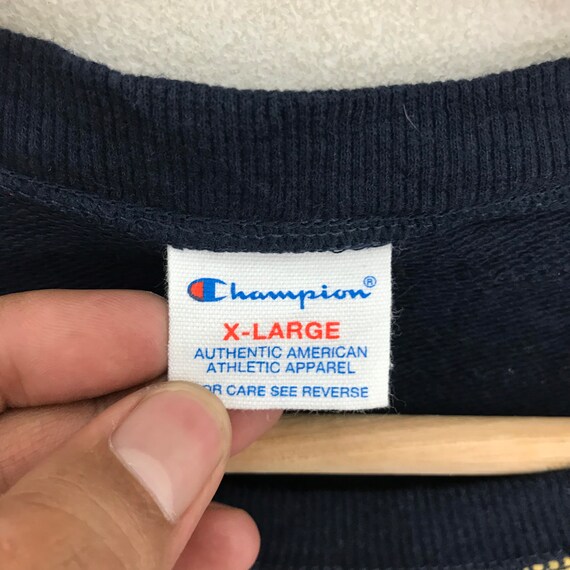 Champion®
X-LARGE
AUTHENTIC AMERICAN
ATHLETIC APPAREL
OR CARE SEE REVERSE